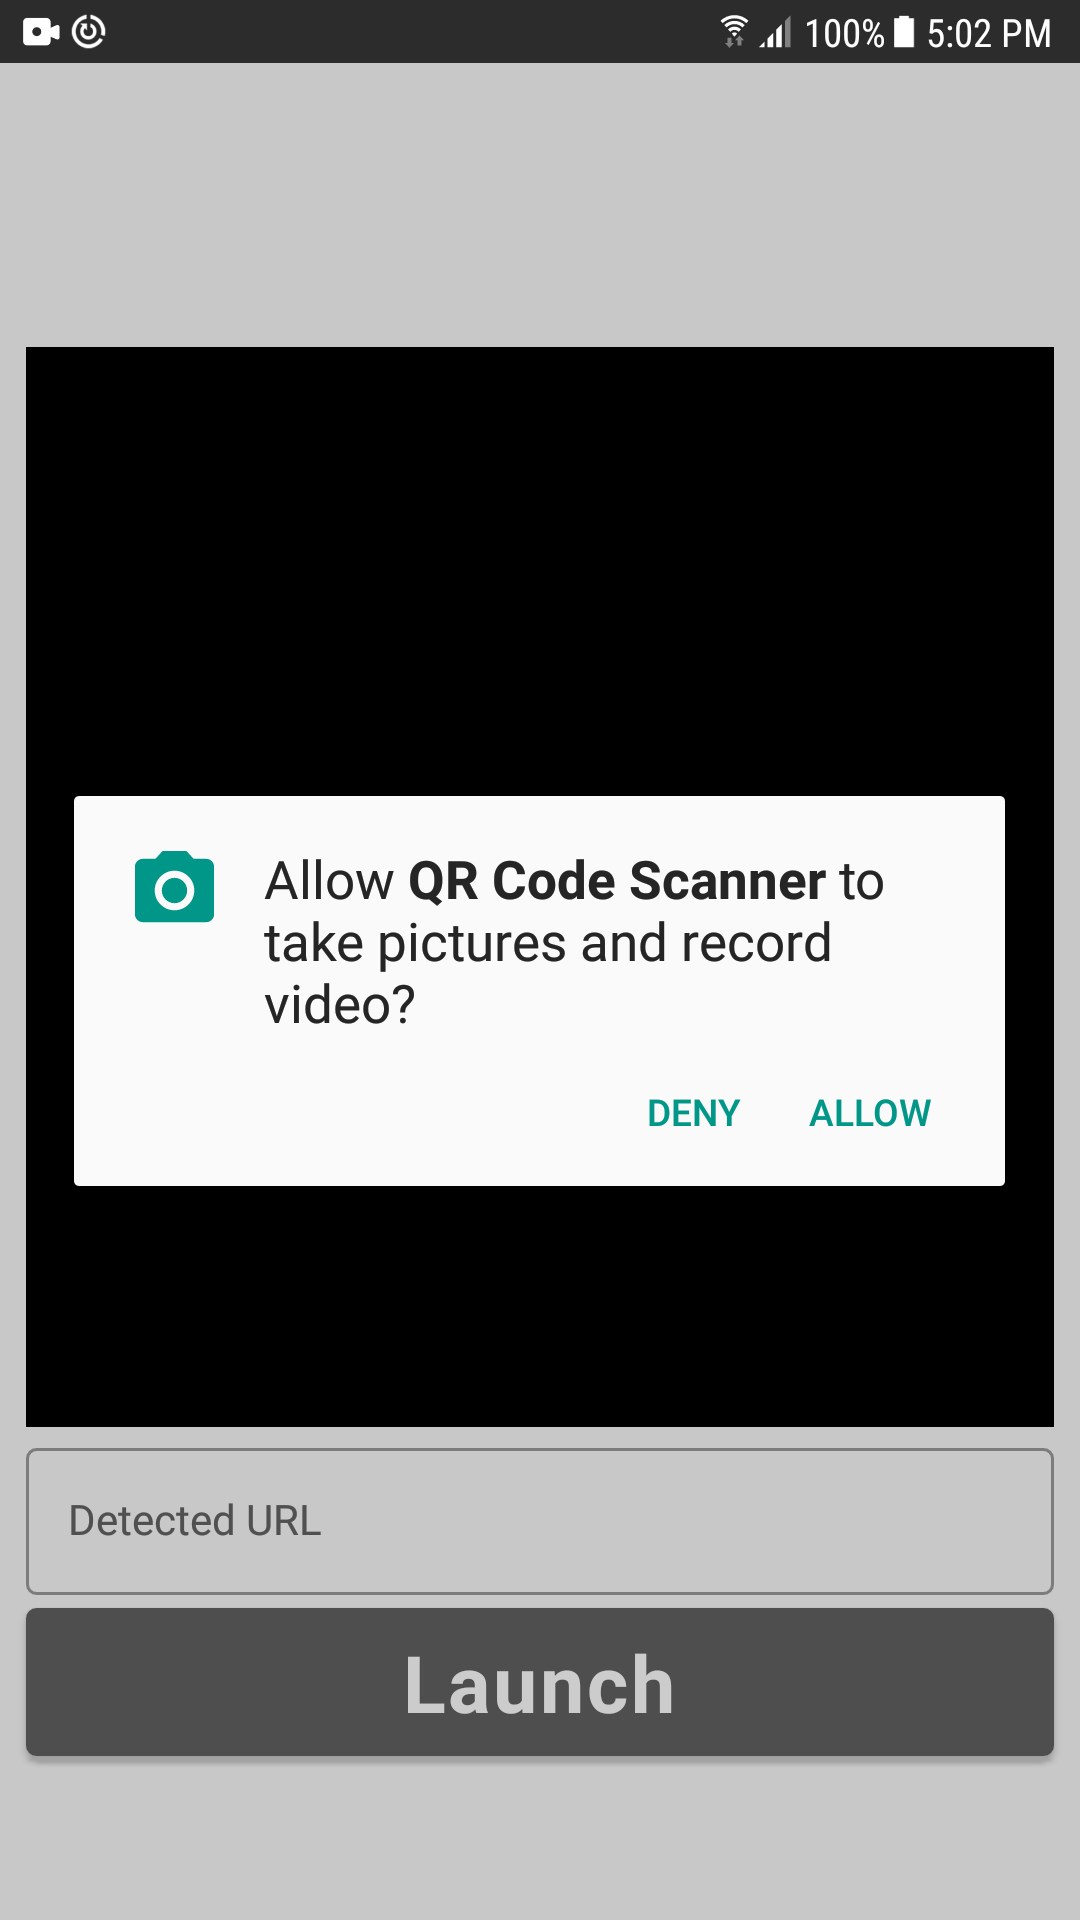 100% 5:02 PM
Allow QR Code Scanner to
take pictures and record
video?
DENY ALLOW
Detected URL
Launch